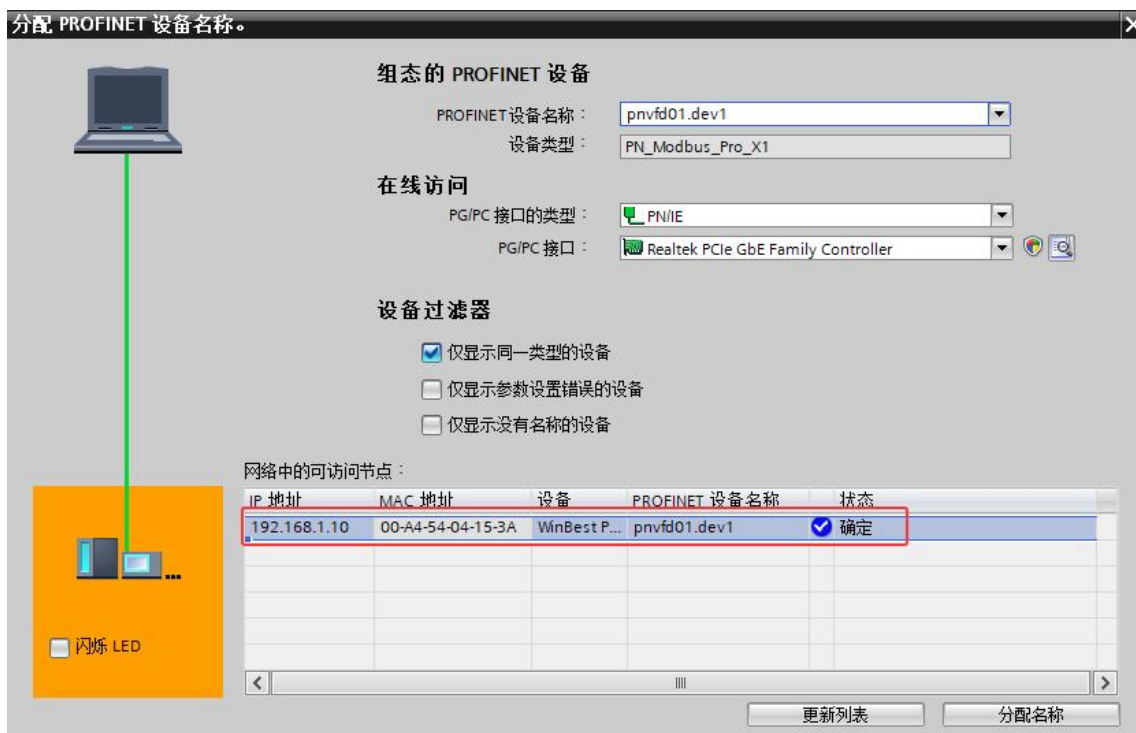 分配 PROFINET 设备名称。
组态的 PROFINET 设备
PROFINET设备名称： pnvfd01.dev1
设备类型： PN_Modbus_Pro_X1
在线访问
PG/PC 接口的类型： PN/IE
PG/PC 接口： Realtek PCIe GbE Family Controller
设备过滤器
仅显示同一类型的设备
仅显示参数设置错误的设备
仅显示没有名称的设备
网络中的可访问节点：
IP 地址 MAC 地址 设备 PROFINET 设备名称 状态
192.168.1.10 00-A4-54-04-15-3A WinBest P... pnvfd01.dev1 确定
闪烁 LED
更新列表 分配名称